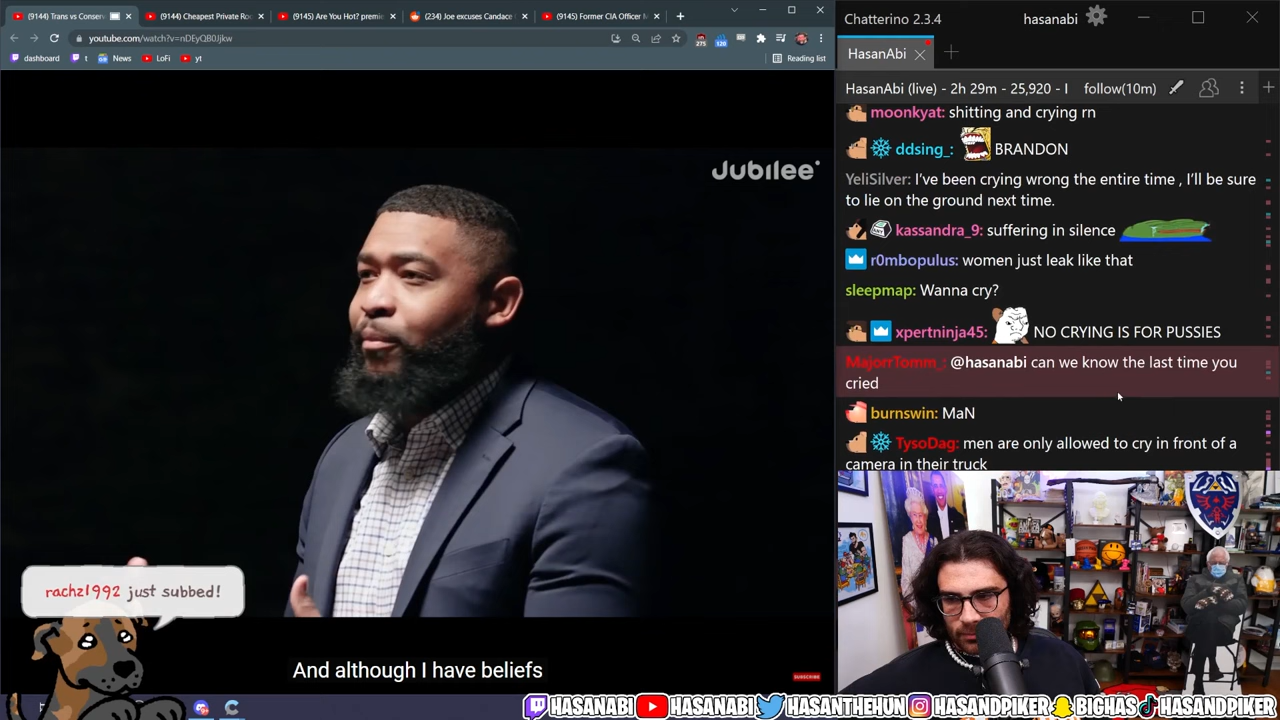 (9144) Trans vs Conserv
(9144) Cheapest Private Roo
(9145) Are You Hot? premie
(234) Joe excuses Candace
(9145) Former CIA Officer
youtube.com/watch?v=nDEyQB0Jjkw
275
120
dashboard
t
News
LoFi
yt
Reading list
Jubilee
rachz1992 just subbed!
And although I have beliefs
SUBSCRIBE
Chatterino 2.3.4
hasanabi
HasanAbi
HasanAbi (live) - 2h 29m - 25,920 - I
follow(10m)
moonkyat: shitting and crying rn
ddsing_: BRANDON
YeliSilver: I've been crying wrong the entire time , I'll be sure
to lie on the ground next time.
kassandra_9: suffering in silence
r0mbopulus: women just leak like that
sleepmap: Wanna cry?
xpertninja45: NO CRYING IS FOR PUSSIES
MajorrTomm_: @hasanabi can we know the last time you
cried
burnswin: MaN
TysoDag: men are only allowed to cry in front of a
camera in their truck
HASANABI HASANABI HASANTHEHUN HASANDPIKER BIGHAS HASANDPIKER